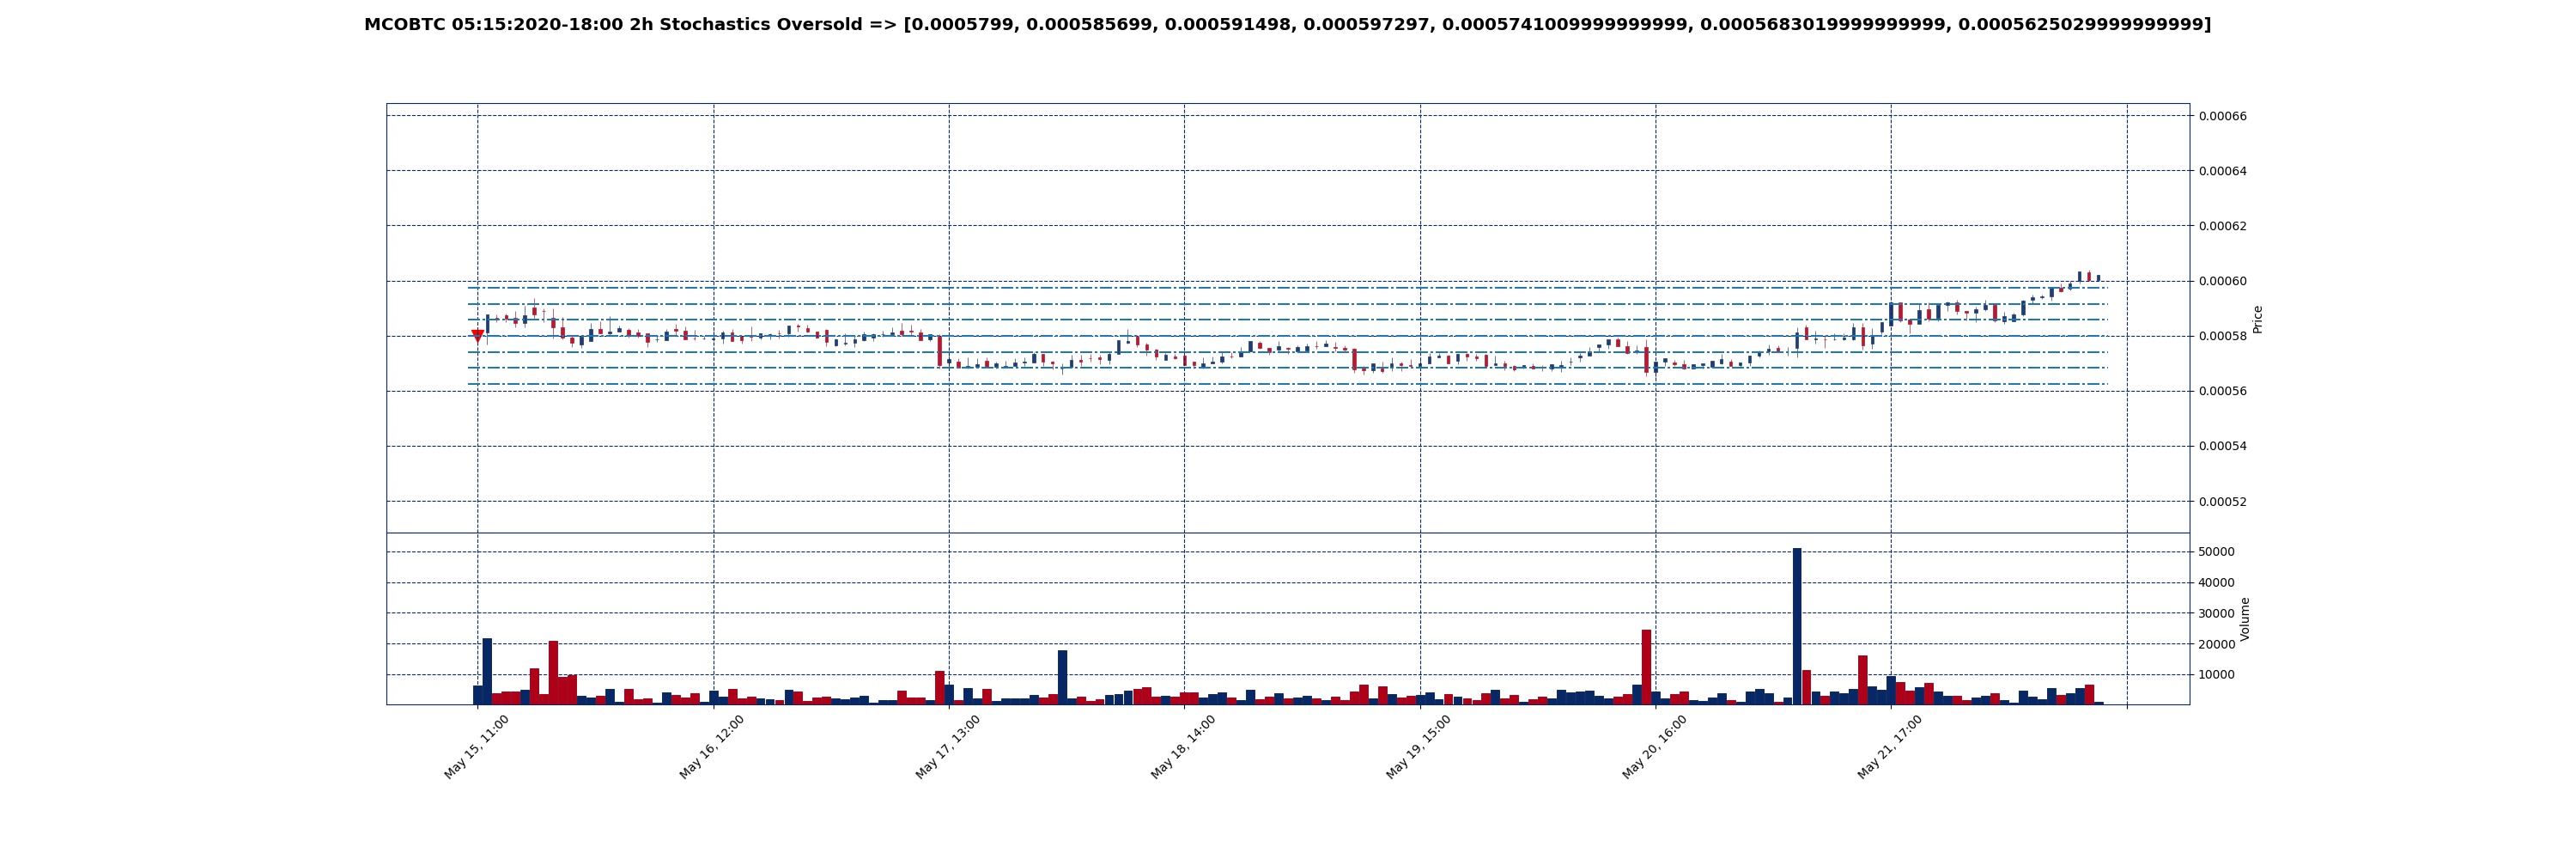 MCOBTC 05:15:2020-18:00 2h Stochastics Oversold => [0.0005799, 0.000585699, 0.000591498, 0.000597297, 0.0005741009999999999, 0.0005683019999999999, 0.0005625029999999999]
0.00066
0.00064
0.00062
0.00060
0.00058
0.00056
0.00054
0.00052
Price
50000
40000
30000
20000
10000
Volume
May 15, 11:00
May 16, 12:00
May 17, 13:00
May 18, 14:00
May 19, 15:00
May 20, 16:00
May 21, 17:00